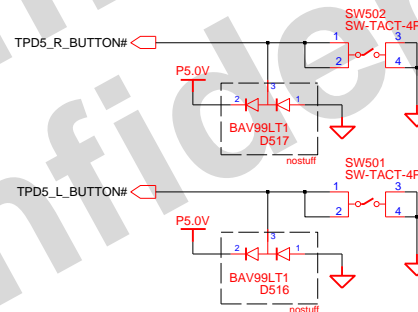 SW502
SW-TACT-4P
TPD5_R_BUTTON#
1
3
2
4
P5.0V
3
2
1
BAV99LT1
D517
nostuff
SW501
SW-TACT-4P
TPD5_L_BUTTON#
1
3
2
4
P5.0V
3
2
1
BAV99LT1
D516
nostuff